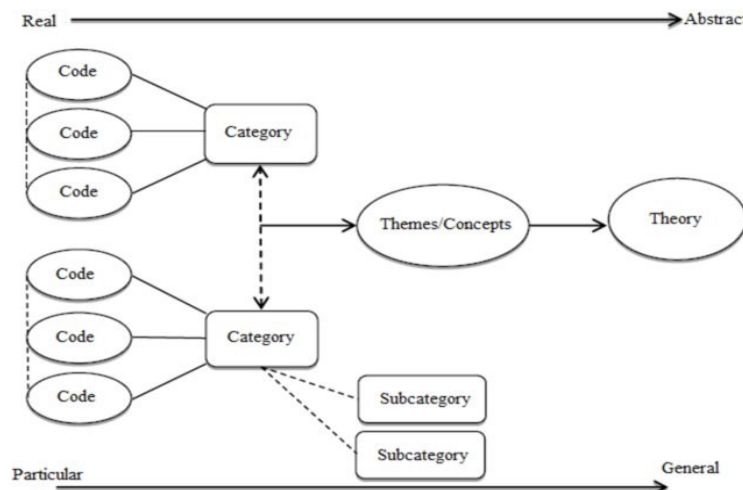 Real
Abstract
Code
Code
Category
Code
Themes/Concepts
Theory
Code
Code
Category
Code
Subcategory
Subcategory
Particular
General